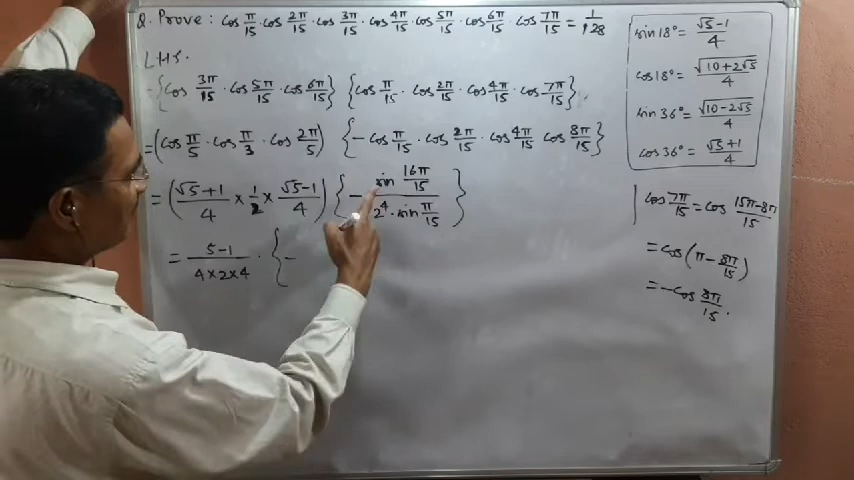 Q. Prove: cos π/15 · cos 2π/15 · cos 3π/15 · cos 4π/15 · cos 5π/15 · cos 6π/15 · cos 7π/15 = 1/128
LHS.
= {cos 3π/15 · cos 5π/15 · cos 6π/15} {cos π/15 · cos 2π/15 · cos 4π/15 · cos 7π/15}
= (cos π/5 · cos π/3 · cos 2π/5) {- cos π/15 · cos 2π/15 · cos 4π/15 cos 8π/15}
= (√5+1/4 × 1/2 × √5-1/4) {- sin 16π/15 / 2⁴ · sin π/15}
= 5-1/4×2×4 · {-
sin 18° = √5-1/4
cos 18° = √10+2√5/4
sin 36° = √10-2√5/4
cos 36° = √5+1/4
cos 7π/15 = cos 15π-8π/15
= cos (π - 8π/15)
= - cos 8π/15 .